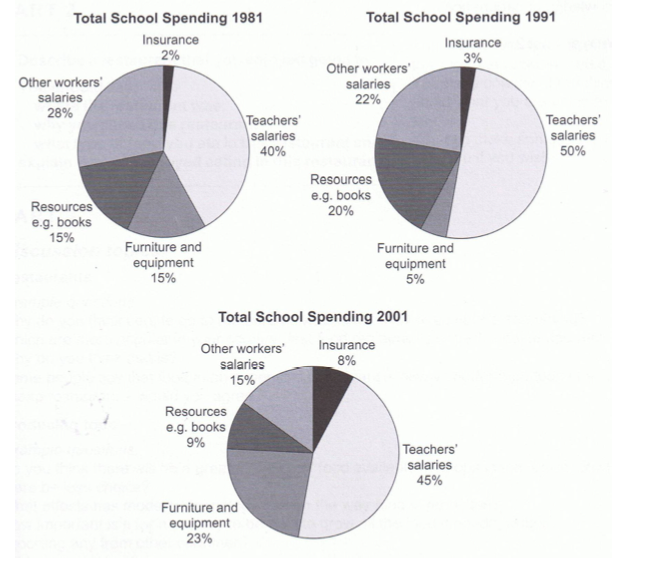 Total School Spending 1981
Insurance
2%
Other workers'
salaries
28%
Teachers'
salaries
40%
Resources
e.g. books
15%
Furniture and
equipment
15%
Total School Spending 1991
Insurance
3%
Other workers'
salaries
22%
Teachers'
salaries
50%
Resources
e.g. books
20%
Furniture and
equipment
5%
Total School Spending 2001
Other workers'
salaries
15%
Insurance
8%
Resources
e.g. books
9%
Teachers'
salaries
45%
Furniture and
equipment
23%